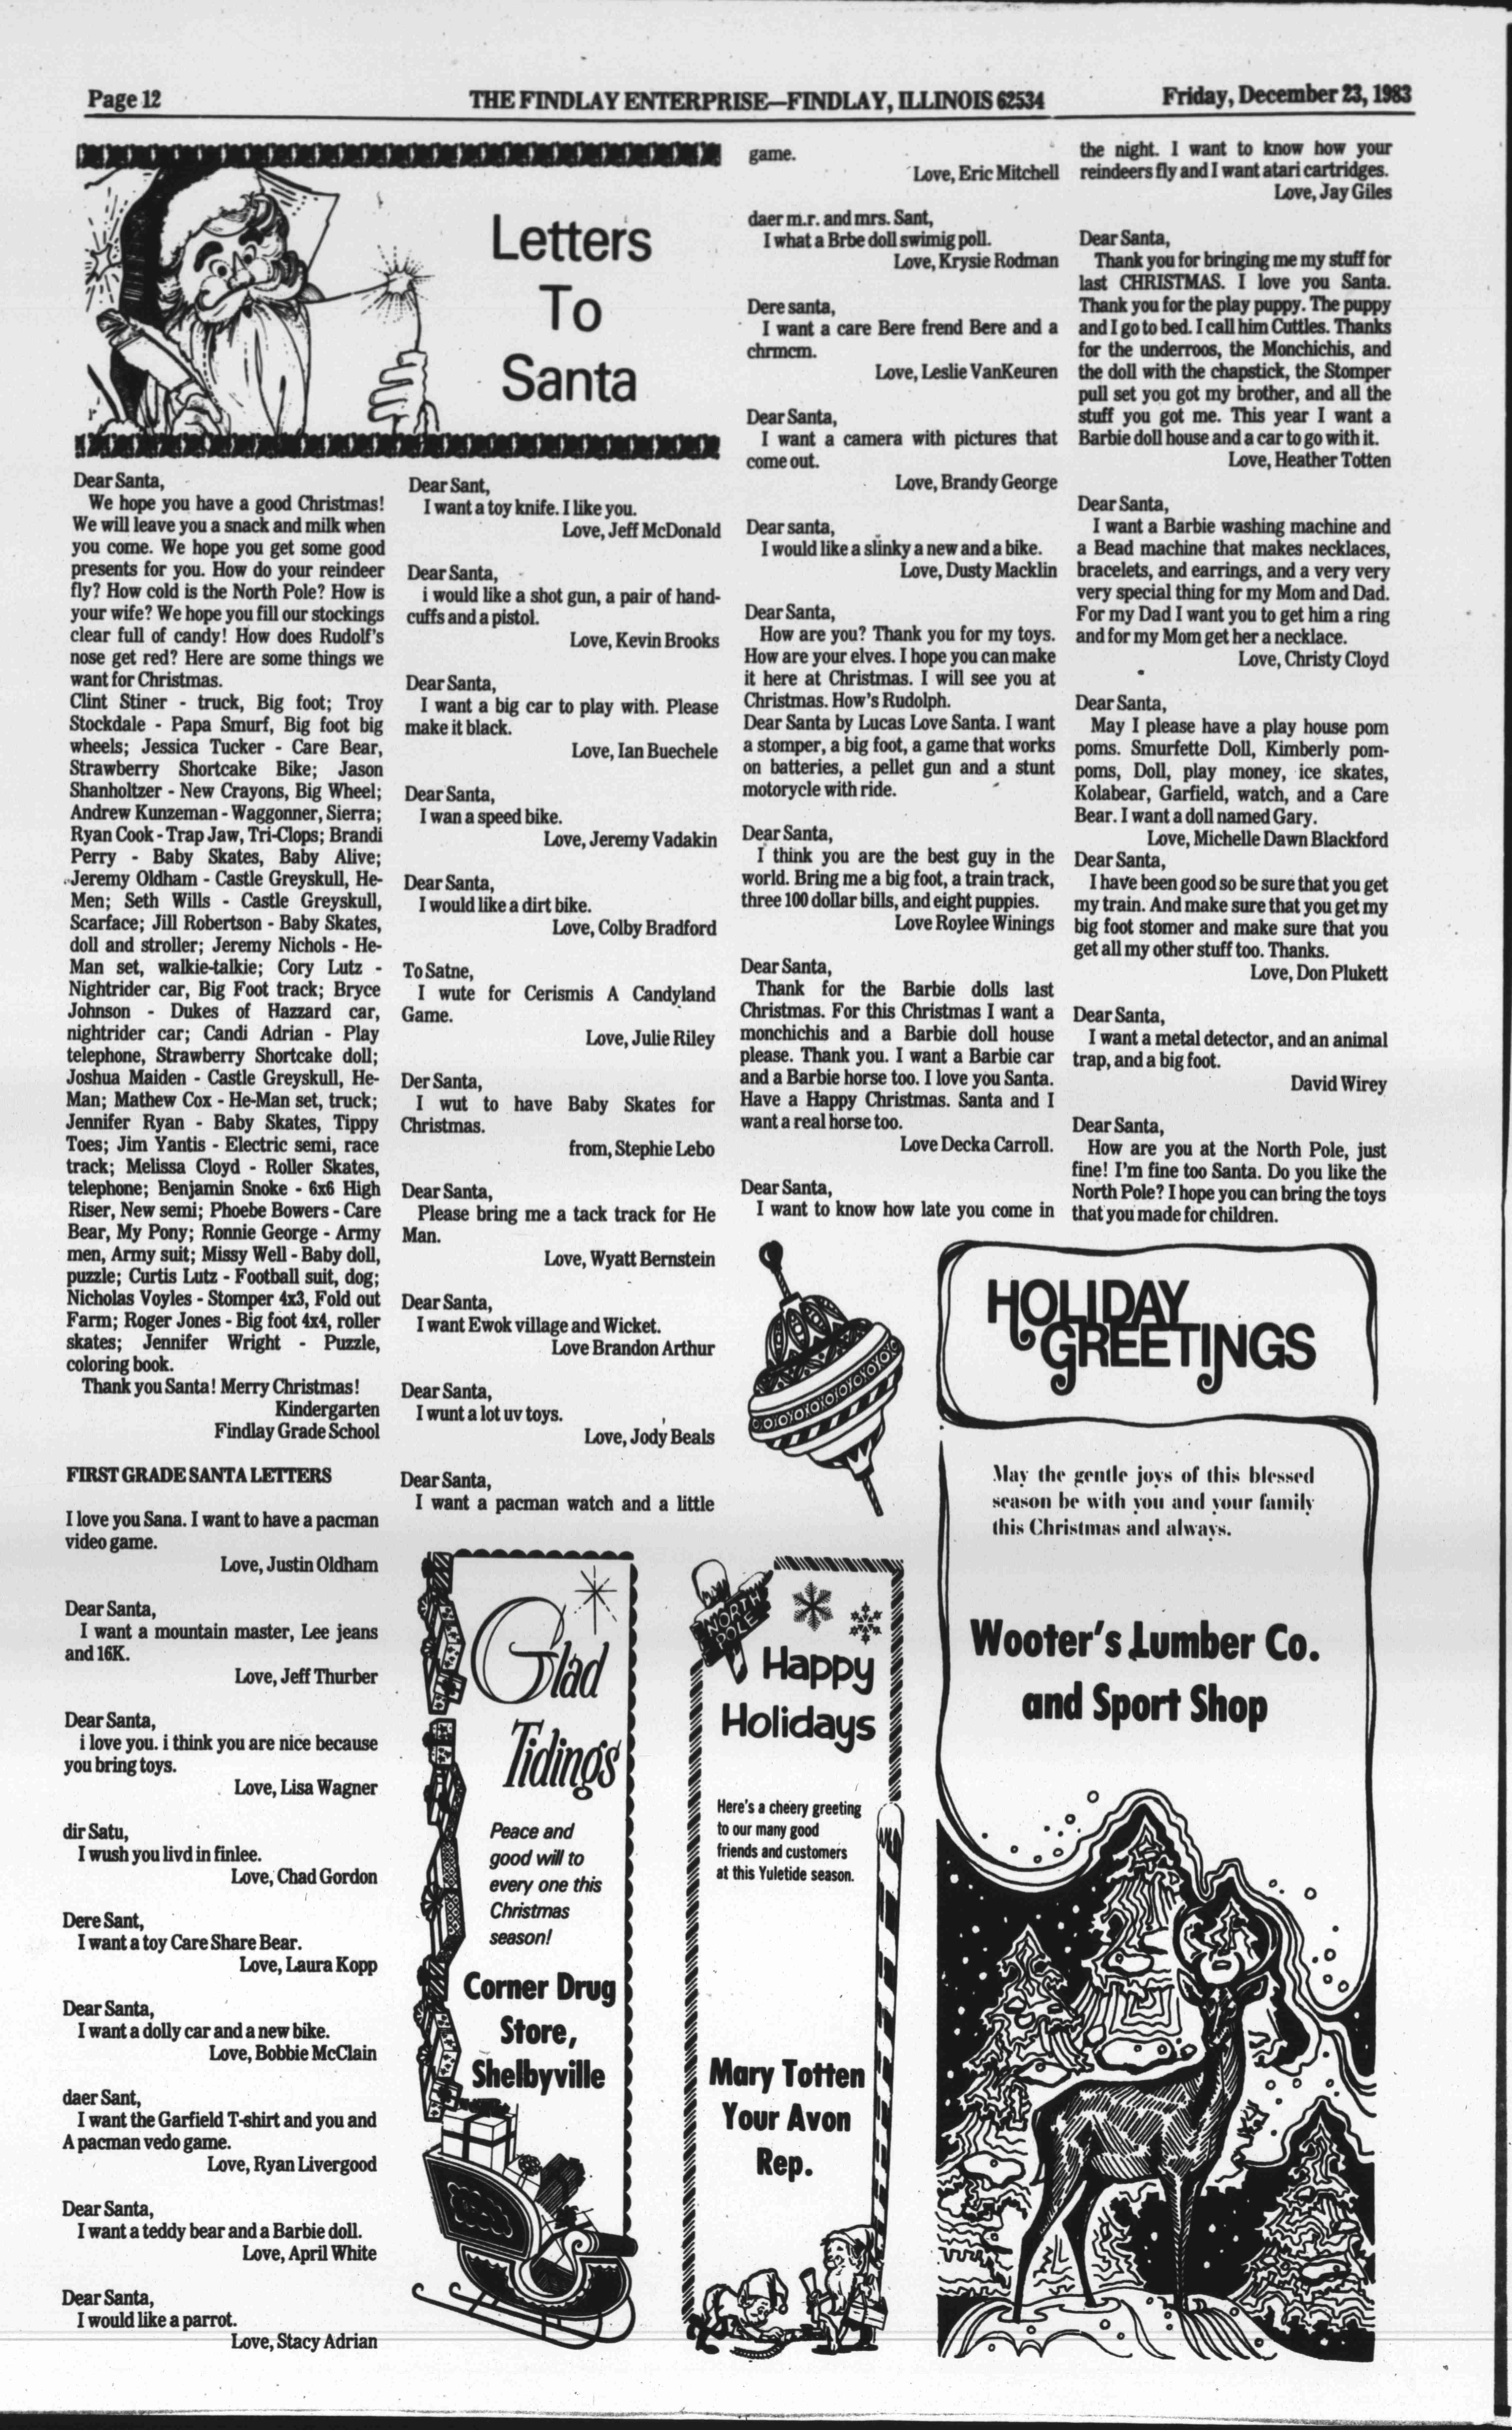 Page 12
THE FINDLAY ENTERPRISE—FINDLAY, ILLINOIS 62534
Friday, December 23, 1983
Letters
To
Santa
Dear Santa,
We hope you have a good Christmas!
We will leave you a snack and milk when
you come. We hope you get some good
presents for you. How do your reindeer
fly? How cold is the North Pole? How is
your wife? We hope you fill our stockings
clear full of candy! How does Rudolf's
nose get red? Here are some things we
want for Christmas.
Clint Stiner - truck, Big foot; Troy
Stockdale - Papa Smurf, Big foot big
wheels; Jessica Tucker - Care Bear,
Strawberry Shortcake Bike; Jason
Shanholtzer - New Crayons, Big Wheel;
Andrew Kunzeman - Waggonner, Sierra;
Ryan Cook - Trap Jaw, Tri-Clops; Brandi
Perry - Baby Skates, Baby Alive;
Jeremy Oldham - Castle Greyskull, He-
Men; Seth Wills - Castle Greyskull,
Scarface; Jill Robertson - Baby Skates,
doll and stroller; Jeremy Nichols - He-
Man set, walkie-talkie; Cory Lutz -
Nightrider car, Big Foot track; Bryce
Johnson - Dukes of Hazzard car,
nightrider car; Candi Adrian - Play
telephone, Strawberry Shortcake doll;
Joshua Maiden - Castle Greyskull, He-
Man; Mathew Cox - He-Man set, truck;
Jennifer Ryan - Baby Skates, Tippy
Toes; Jim Yantis - Electric semi, race
track; Melissa Cloyd - Roller Skates,
telephone; Benjamin Snoke - 6x6 High
Riser, New semi; Phoebe Bowers - Care
Bear, My Pony; Ronnie George - Army
men, Army suit; Missy Well - Baby doll,
puzzle; Curtis Lutz - Football suit, dog;
Nicholas Voyles - Stomper 4x3, Fold out
Farm; Roger Jones - Big foot 4x4, roller
skates; Jennifer Wright - Puzzle,
coloring book.
Thank you Santa! Merry Christmas!
Kindergarten
Findlay Grade School
FIRST GRADE SANTA LETTERS
I love you Sana. I want to have a pacman
video game.
Love, Justin Oldham
Dear Santa,
I want a mountain master, Lee jeans
and 16K.
Love, Jeff Thurber
Dear Santa,
i love you. i think you are nice because
you bring toys.
Love, Lisa Wagner
dir Satu,
I wush you livd in finlee.
Love, Chad Gordon
Dere Sant,
I want a toy Care Share Bear.
Love, Laura Kopp
Dear Santa,
I want a dolly car and a new bike.
Love, Bobbie McClain
daer Sant,
I want the Garfield T-shirt and you and
A pacman vedo game.
Love, Ryan Livergood
Dear Santa,
I want a teddy bear and a Barbie doll.
Love, April White
Dear Santa,
I would like a parrot.
Love, Stacy Adrian
Dear Sant,
I want a toy knife. I like you.
Love, Jeff McDonald
Dear Santa,
i would like a shot gun, a pair of hand-
cuffs and a pistol.
Love, Kevin Brooks
Dear Santa,
I want a big car to play with. Please
make it black.
Love, Ian Buechele
Dear Santa,
I wan a speed bike.
Love, Jeremy Vadakin
Dear Santa,
I would like a dirt bike.
Love, Colby Bradford
To Satne,
I wute for Cerismis A Candyland
Game.
Love, Julie Riley
Der Santa,
I wut to have Baby Skates for
Christmas.
from, Stephie Lebo
Dear Santa,
Please bring me a tack track for He
Man.
Love, Wyatt Bernstein
Dear Santa,
I want Ewok village and Wicket.
Love Brandon Arthur
Dear Santa,
I wunt a lot uv toys.
Love, Jody Beals
Dear Santa,
I want a pacman watch and a little
game.
Love, Eric Mitchell
daer m.r. and mrs. Sant,
I what a Brbe doll swimig poll.
Love, Krysie Rodman
Dere santa,
I want a care Bere frend Bere and a
chrmcm.
Love, Leslie VanKeuren
Dear Santa,
I want a camera with pictures that
come out.
Love, Brandy George
Dear santa,
I would like a slinky a new and a bike.
Love, Dusty Macklin
Dear Santa,
How are you? Thank you for my toys.
How are your elves. I hope you can make
it here at Christmas. I will see you at
Christmas. How's Rudolph.
Dear Santa by Lucas Love Santa. I want
a stomper, a big foot, a game that works
on batteries, a pellet gun and a stunt
motorycle with ride.
Dear Santa,
I think you are the best guy in the
world. Bring me a big foot, a train track,
three 100 dollar bills, and eight puppies.
Love Roylee Winings
Dear Santa,
Thank for the Barbie dolls last
Christmas. For this Christmas I want a
monchichis and a Barbie doll house
please. Thank you. I want a Barbie car
and a Barbie horse too. I love you Santa.
Have a Happy Christmas. Santa and I
want a real horse too.
Love Decka Carroll.
Dear Santa,
I want to know how late you come in
the night. I want to know how your
reindeers fly and I want atari cartridges.
Love, Jay Giles
Dear Santa,
Thank you for bringing me my stuff for
last CHRISTMAS. I love you Santa.
Thank you for the play puppy. The puppy
and I go to bed. I call him Cuttles. Thanks
for the underroos, the Monchichis, and
the doll with the chapstick, the Stomper
pull set you got my brother, and all the
stuff you got me. This year I want a
Barbie doll house and a car to go with it.
Love, Heather Totten
Dear Santa,
I want a Barbie washing machine and
a Bead machine that makes necklaces,
bracelets, and earrings, and a very very
very special thing for my Mom and Dad.
For my Dad I want you to get him a ring
and for my Mom get her a necklace.
Love, Christy Cloyd
Dear Santa,
May I please have a play house pom
poms. Smurfette Doll, Kimberly pom-
poms, Doll, play money, ice skates,
Kolabear, Garfield, watch, and a Care
Bear. I want a doll named Gary.
Love, Michelle Dawn Blackford
Dear Santa,
I have been good so be sure that you get
my train. And make sure that you get my
big foot stomer and make sure that you
get all my other stuff too. Thanks.
Love, Don Plukett
Dear Santa,
I want a metal detector, and an animal
trap, and a big foot.
David Wirey
Dear Santa,
How are you at the North Pole, just
fine! I'm fine too Santa. Do you like the
North Pole? I hope you can bring the toys
that you made for children.
Glad
Tidings
Peace and
good will to
every one this
Christmas
season!
Corner Drug
Store,
Shelbyville
NORTH
POLE
Happy
Holidays
Here's a cheery greeting
to our many good
friends and customers
at this Yuletide season.
Mary Totten
Your Avon
Rep.
HOLIDAY
GREETINGS
May the gentle joys of this blessed
season be with you and your family
this Christmas and always.
Wooter's Lumber Co.
and Sport Shop